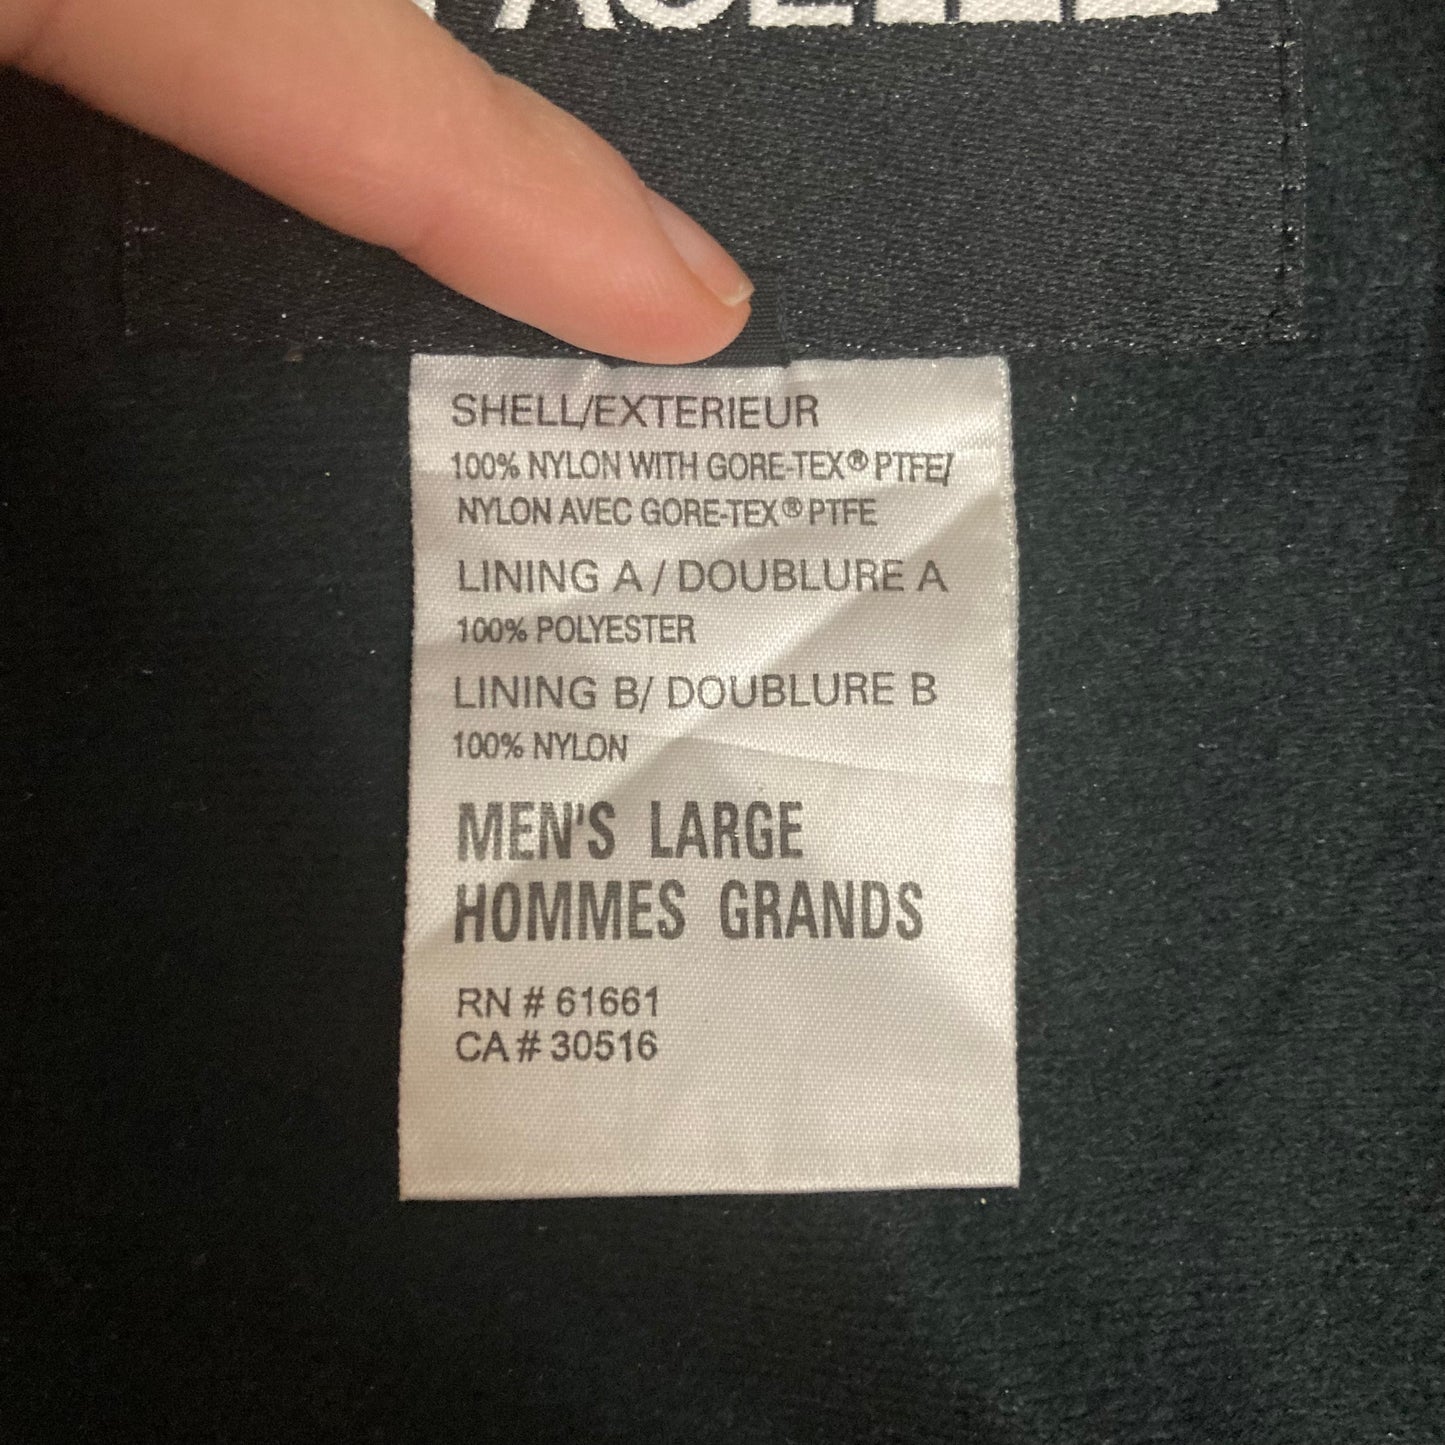 FACE
SHELL/EXTERIEUR
100% NYLON WITH GORE-TEX® PTFE/
NYLON AVEC GORE-TEX® PTFE
LINING A / DOUBLURE A
100% POLYESTER
LINING B/ DOUBLURE B
100% NYLON
MEN'S LARGE
HOMMES GRANDS
RN # 61661
CA # 30516